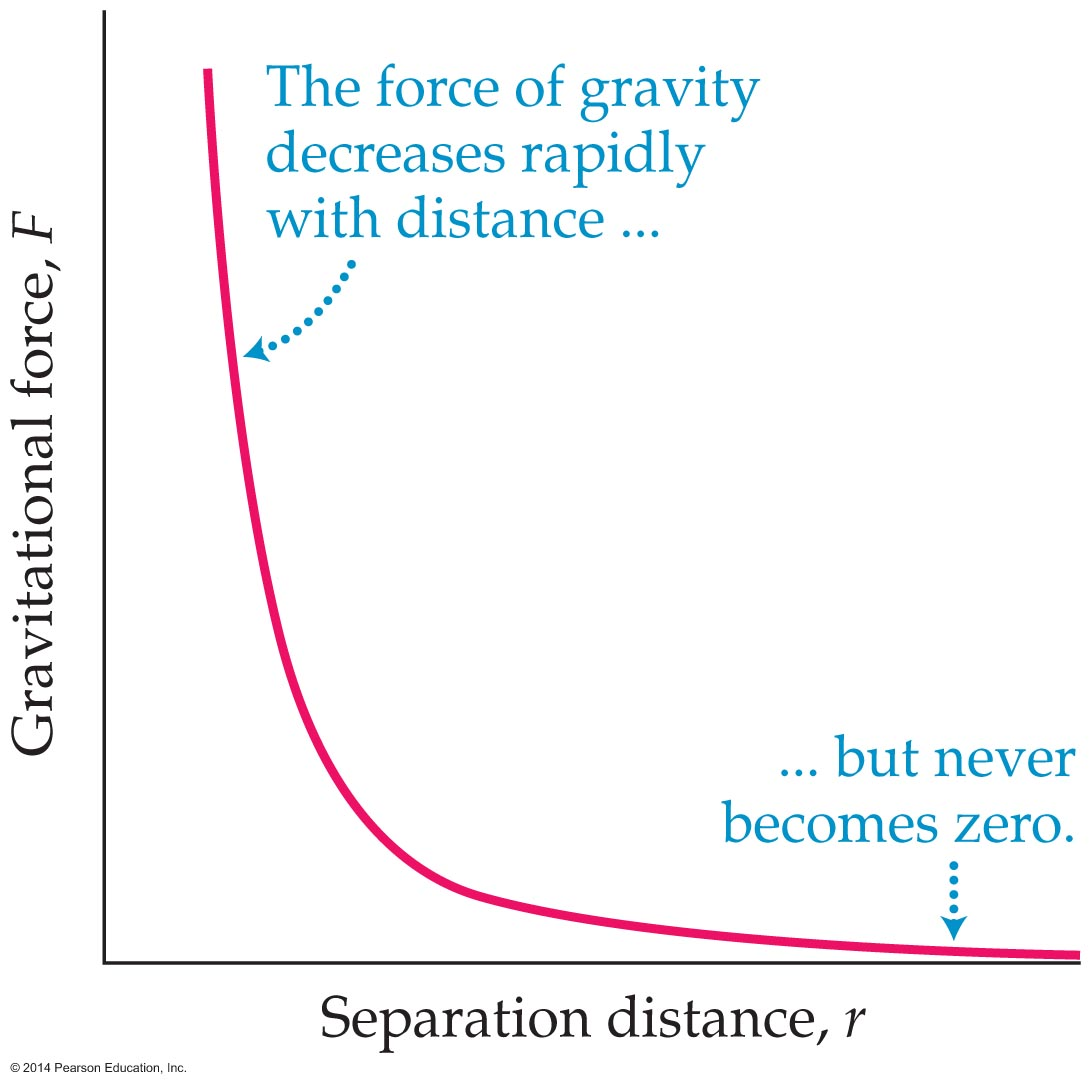 The force of gravity
decreases rapidly
with distance ...
Gravitational force, F
... but never
becomes zero.
Separation distance, r
© 2014 Pearson Education, Inc.